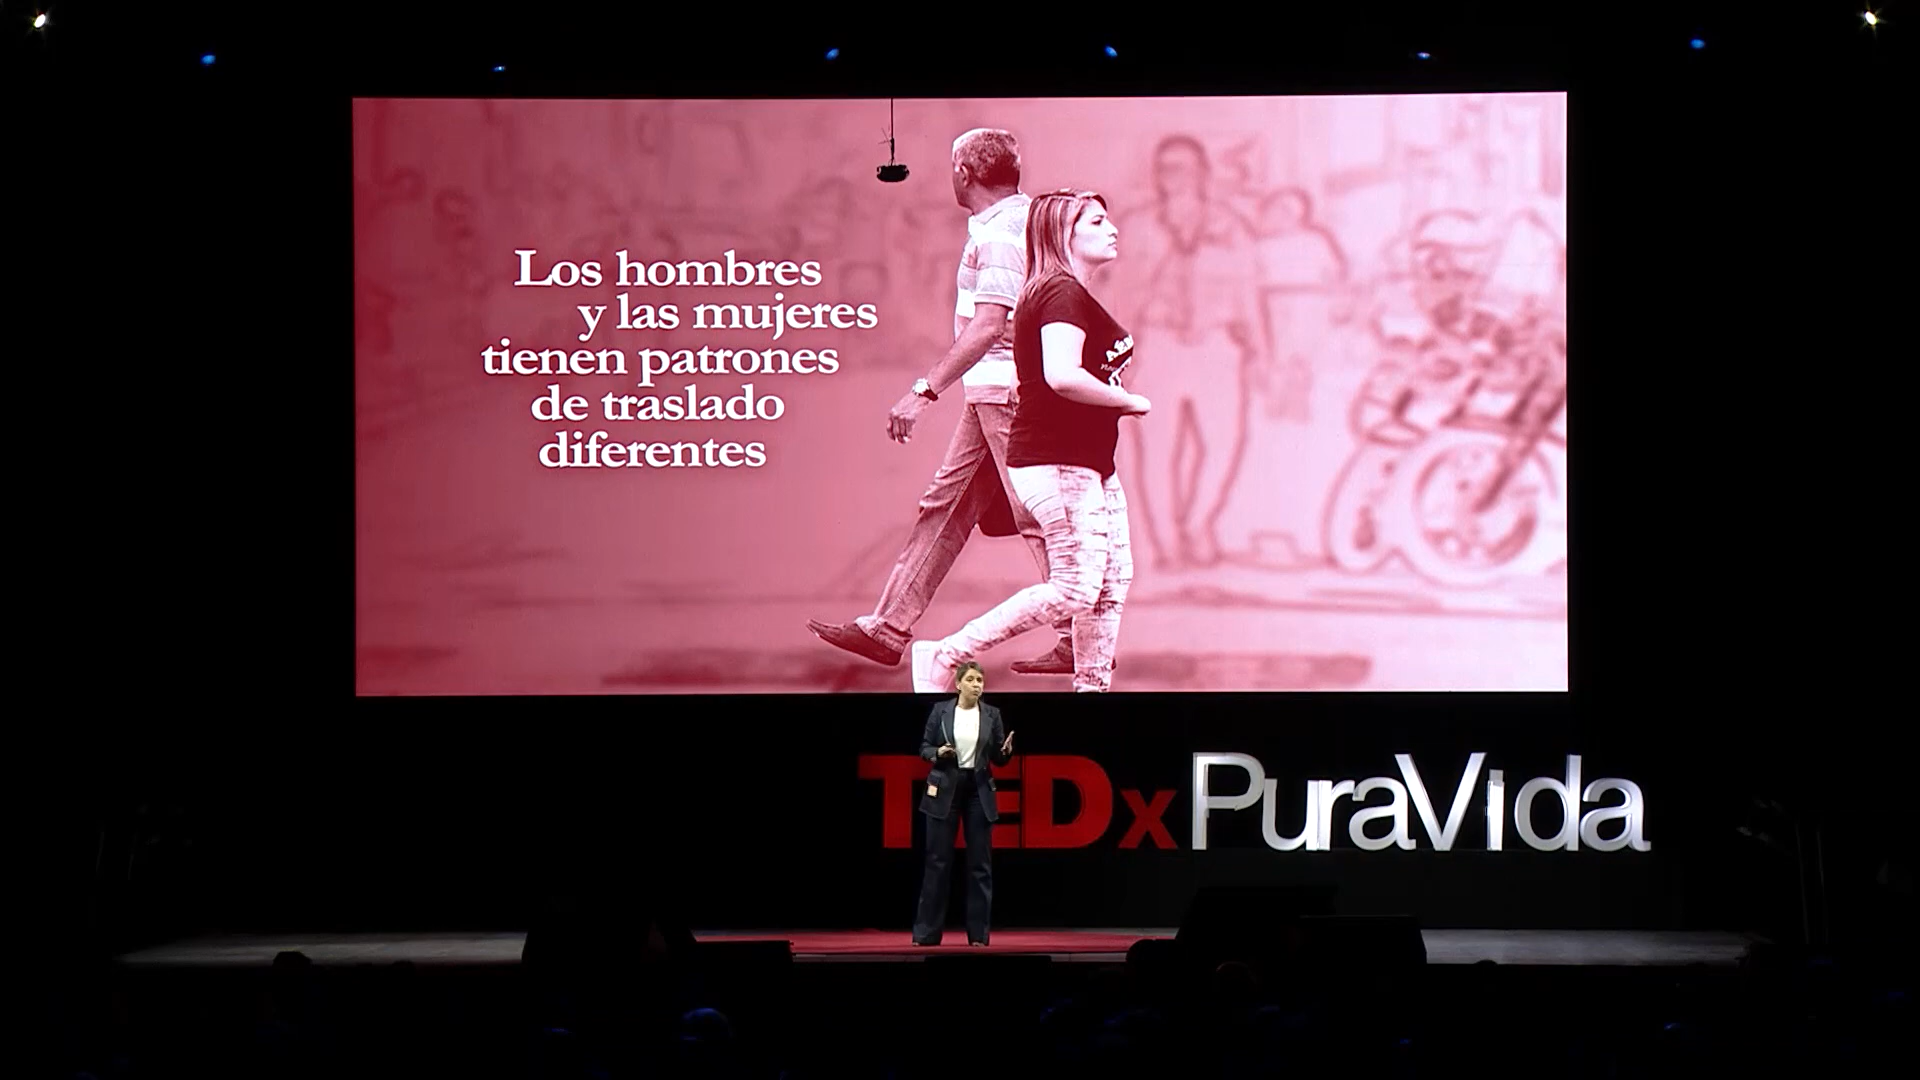 Los hombres
y las mujeres
tienen patrones
de traslado
diferentes
TEDxPuraVida